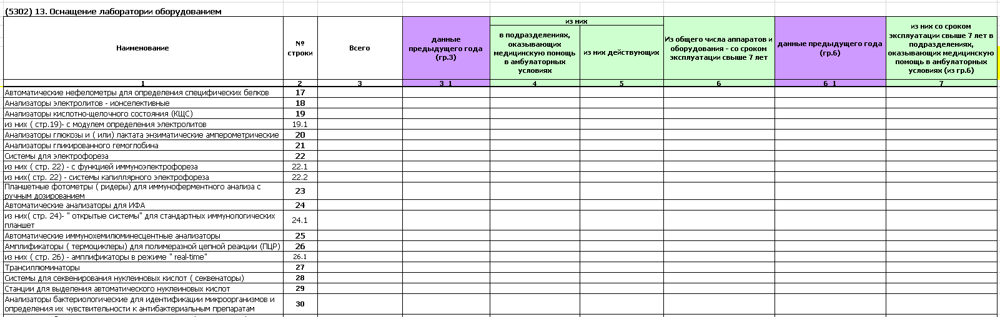 (5302) 13. Оснащение лаборатории оборудованием
Наименование
№
строки
Всего
данные
предыдущего года
(гр.3)
из них
в подразделениях,
оказывающих
медицинскую помощь
в амбулаторных
условиях
из них действующих
Из общего числа аппаратов и
оборудования - со сроком
эксплуатации свыше 7 лет
данные предыдущего года
(гр.6)
из них со сроком
эксплуатации свыше 7 лет в
подразделениях,
оказывающих медицинскую
помощь в амбулаторных
условиях (из гр.6)
1 2 3 3_1 4 5 6 6_1 7
Автоматические нефелометры для определения специфических белков 17
Анализаторы электролитов - ионселективные 18
Анализаторы кислотно-щелочного состояния (КЩС) 19
из них ( стр.19)- с модулем определения электролитов 19.1
Анализаторы глюкозы и ( или) лактата энзиматические амперометрические 20
Анализаторы гликированного гемоглобина 21
Системы для электрофореза 22
из них ( стр. 22) - с функцией иммуноэлектрофореза 22.1
из них( стр. 22) - системы капиллярного электрофореза 22.2
Планшетные фотометры ( ридеры) для иммуноферментного анализа с
ручным дозированием 23
Автоматические анализаторы для ИФА 24
из них( стр. 24)- " открытые системы" для стандартных иммунологических
планшет 24.1
Автоматические иммунохемилюминесцентные анализаторы 25
Амплификаторы ( термоциклеры) для полимеразной цепной реакции (ПЦР) 26
из них ( стр. 26) - амплификаторы в режиме " real-time" 26.1
Трансиллюминаторы 27
Системы для секвенирования нуклеиновых кислот ( секвенаторы) 28
Станции для выделения автоматического нуклеиновых кислот 29
Анализаторы бактериологические для идентификации микроорганизмов и
определения их чувствительности к антибактериальным препаратам 30